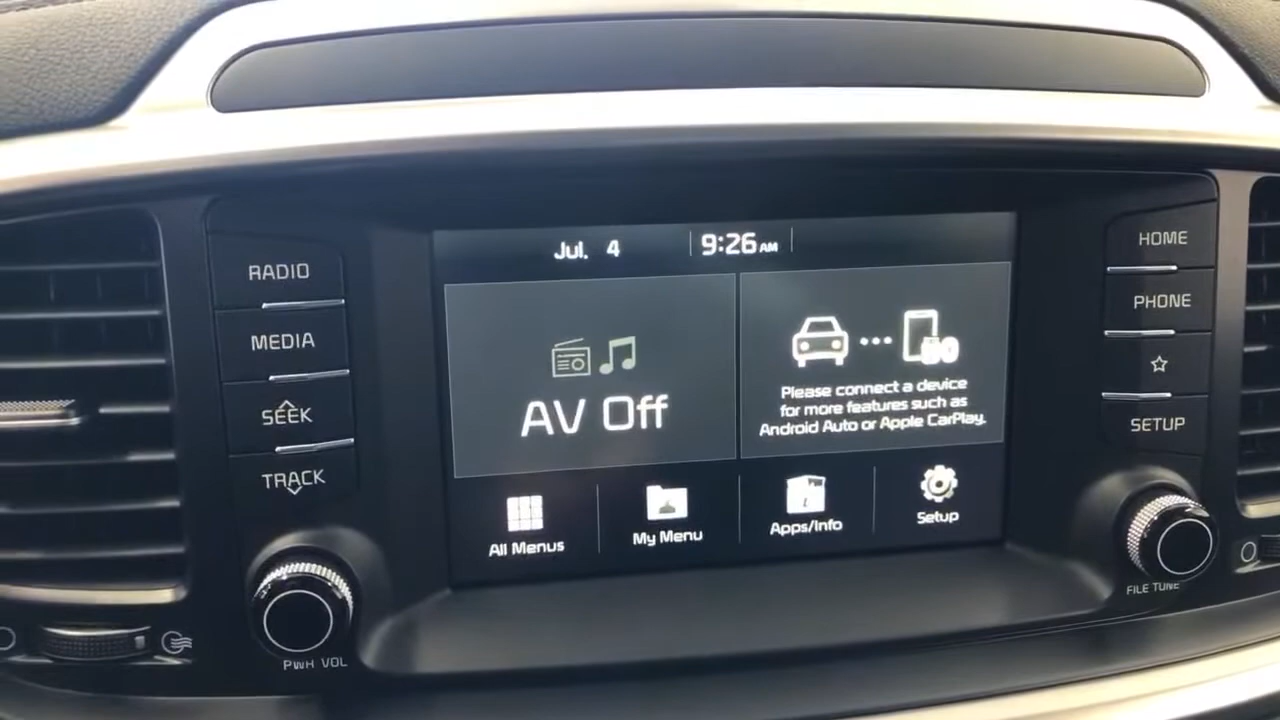 Jul. 4
9:26 AM
RADIO
MEDIA
SEEK
TRACK
AV Off
Please connect a device
for more features such as
Android Auto or Apple CarPlay.
All Menus
My Menu
Apps/Info
Setup
HOME
PHONE
SETUP
PWR VOL
FILE TUNE